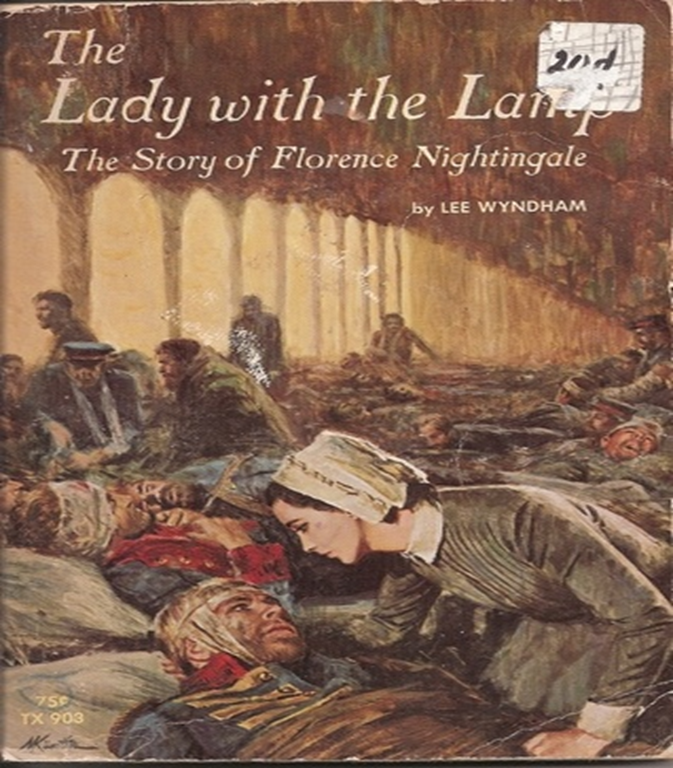 The
Lady with the Lamp
The Story of Florence Nightingale
by LEE WYNDHAM
75¢
TX 903